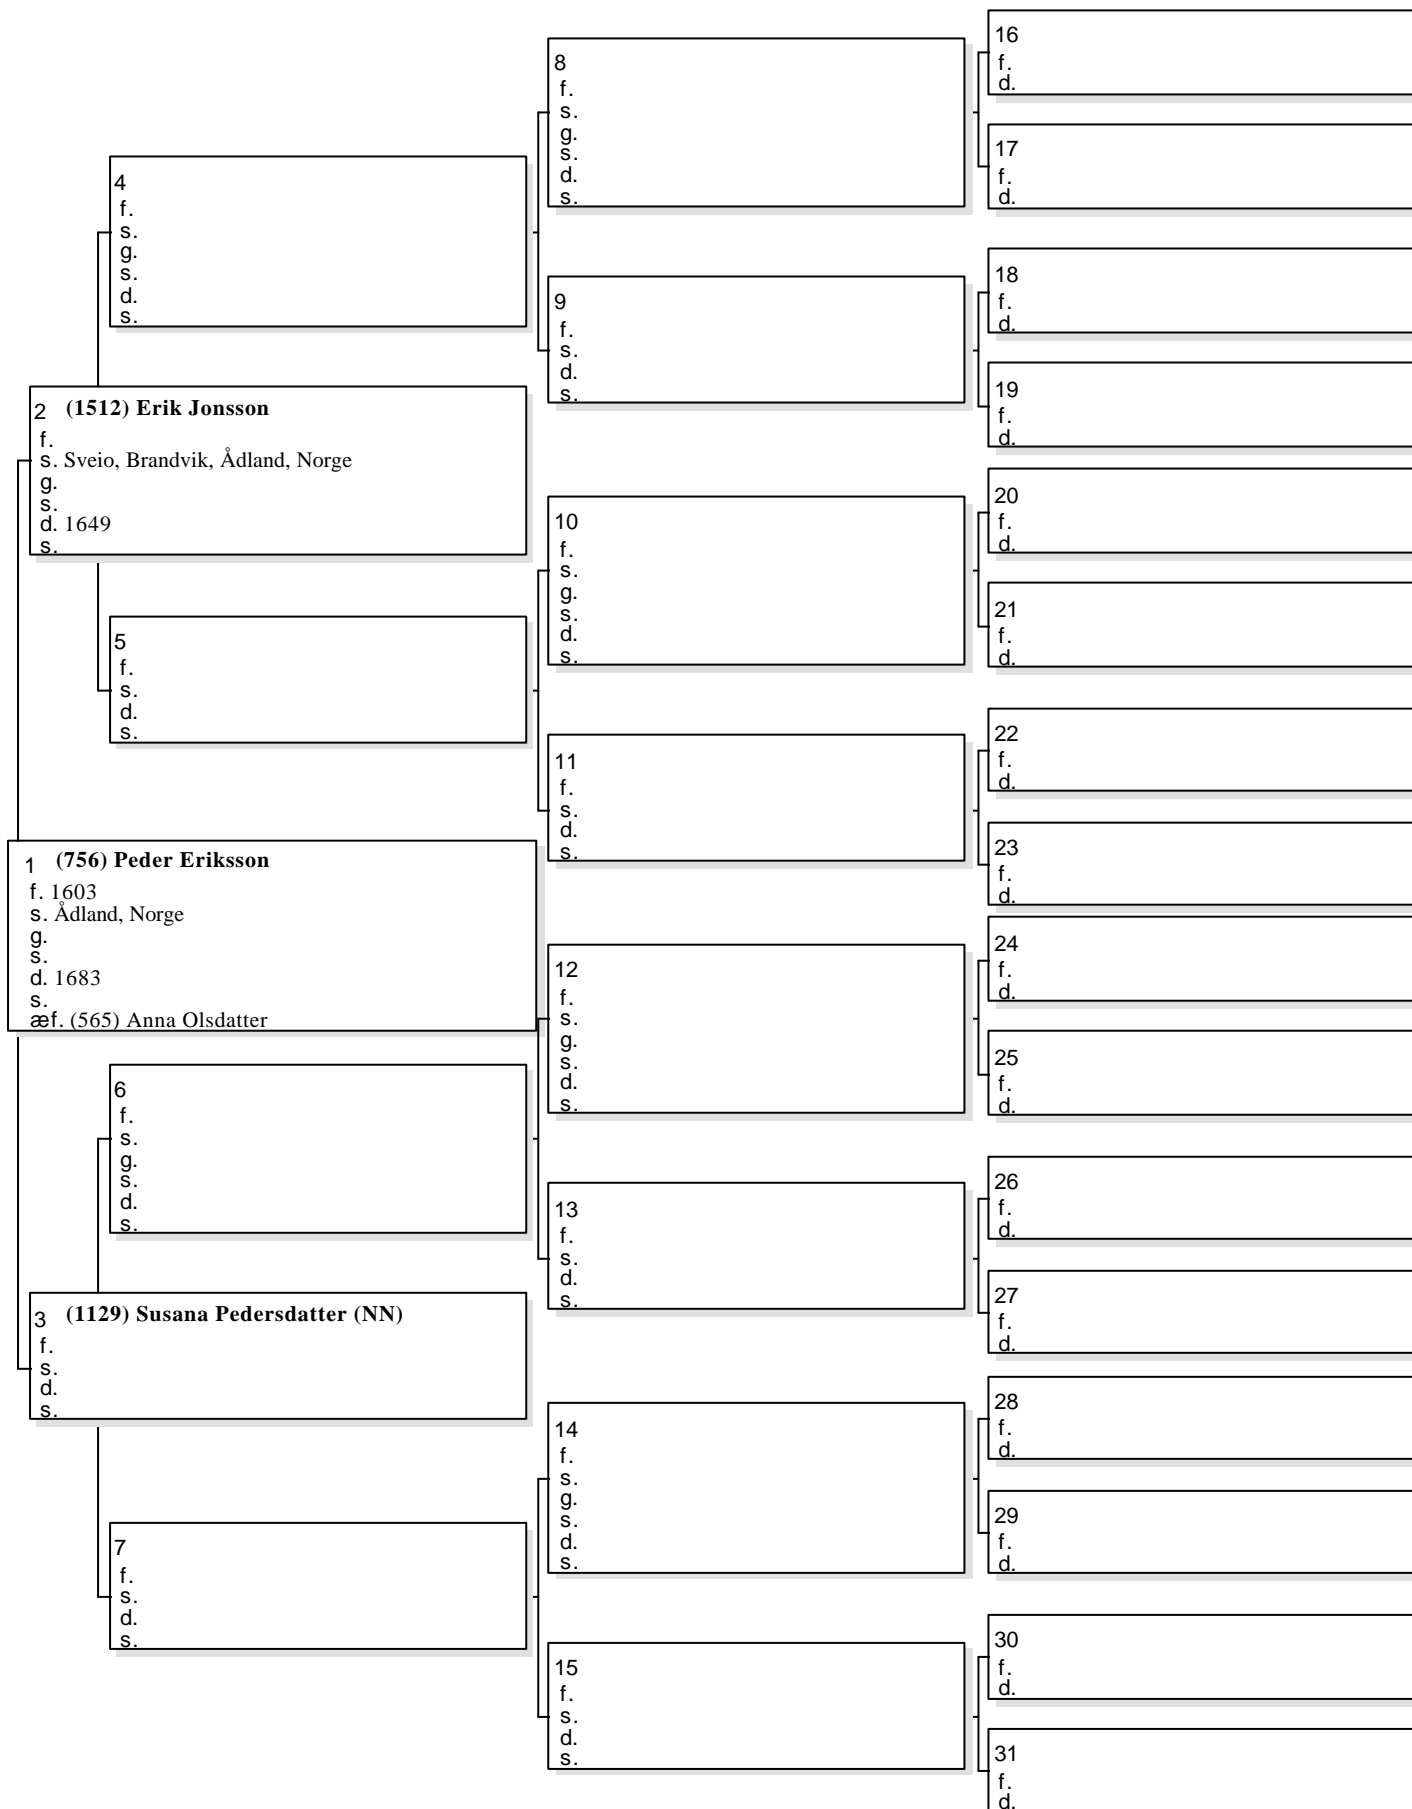 16
f.
d.
8
f.
s.
g.
s.
d.
s.
17
f.
d.
4
f.
s.
g.
s.
d.
s.
18
f.
d.
9
f.
s.
d.
s.
19
f.
d.
2 (1512) Erik Jonsson
f.
s. Sveio, Brandvik, Ådland, Norge
g.
s.
d. 1649
s.
20
f.
d.
10
f.
s.
g.
s.
d.
s.
21
f.
d.
5
f.
s.
d.
s.
22
f.
d.
11
f.
s.
d.
s.
23
f.
d.
1 (756) Peder Eriksson
f. 1603
s. Ådland, Norge
g.
s.
d. 1683
s.
æf. (565) Anna Olsdatter
24
f.
d.
12
f.
s.
g.
s.
d.
s.
25
f.
d.
6
f.
s.
g.
s.
d.
s.
26
f.
d.
13
f.
s.
d.
s.
27
f.
d.
3 (1129) Susana Pedersdatter (NN)
f.
s.
d.
s.
28
f.
d.
14
f.
s.
g.
s.
d.
s.
29
f.
d.
7
f.
s.
d.
s.
30
f.
d.
15
f.
s.
d.
s.
31
f.
d.